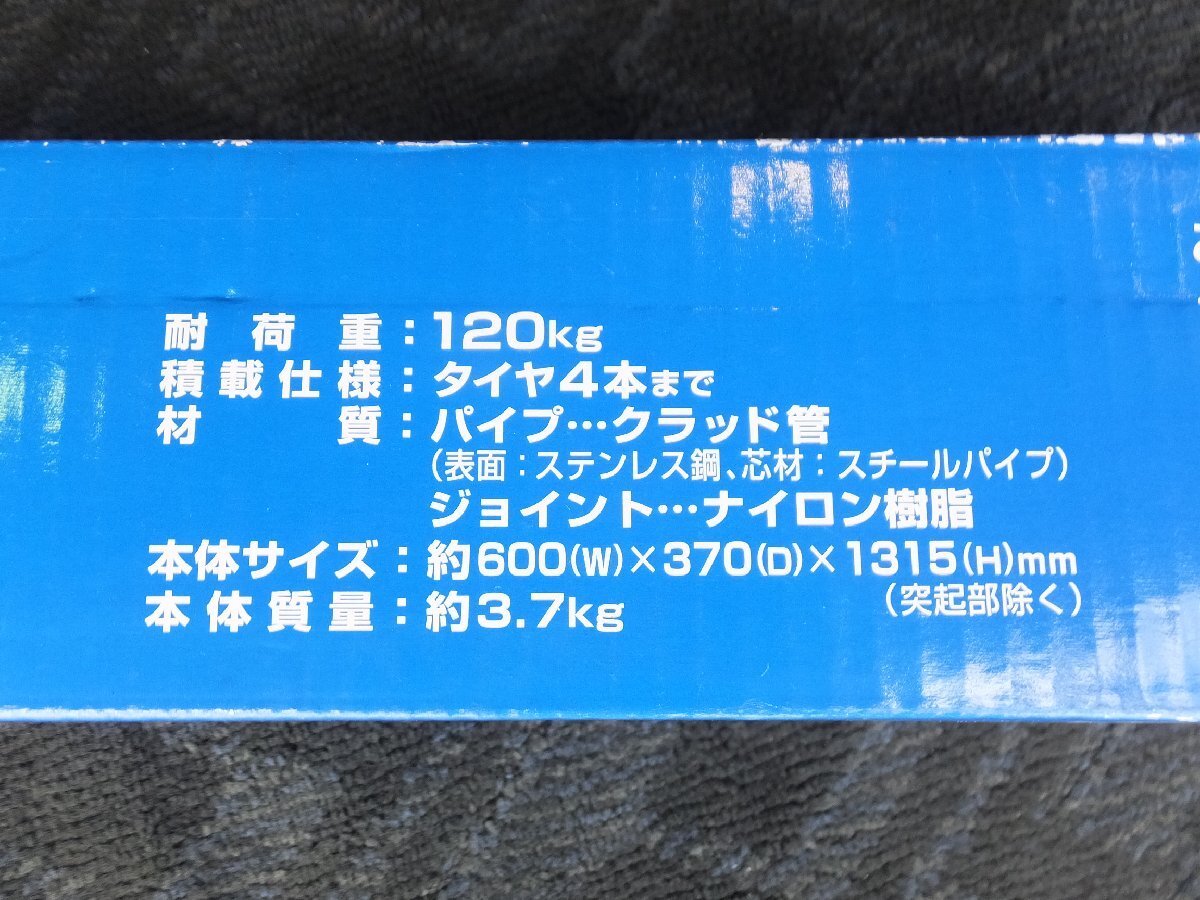 耐荷重：120kg
積載仕様：タイヤ4本まで
材質：パイプ…クラッド管
（表面：ステンレス鋼、芯材：スチールパイプ）
ジョイント…ナイロン樹脂
本体サイズ：約600(W)×370(D)×1315(H)mm
（突起部除く）
本体質量：約3.7kg